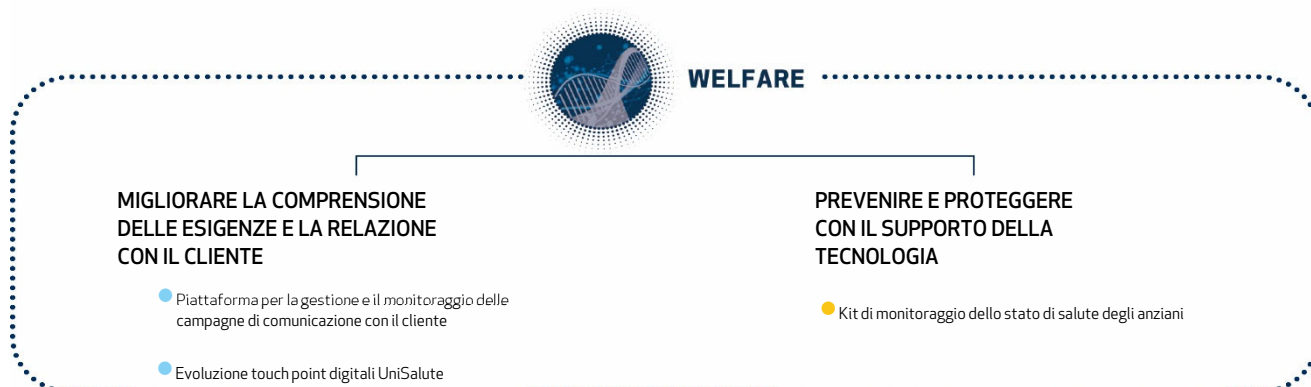 WELFARE
MIGLIORARE LA COMPRENSIONE
DELLE ESIGENZE E LA RELAZIONE
CON IL CLIENTE
Piattaforma per la gestione e il monitoraggio delle
campagne di comunicazione con il cliente
Evoluzione touch point digitali UniSalute
PREVENIRE E PROTEGGERE
CON IL SUPPORTO DELLA
TECNOLOGIA
Kit di monitoraggio dello stato di salute degli anziani